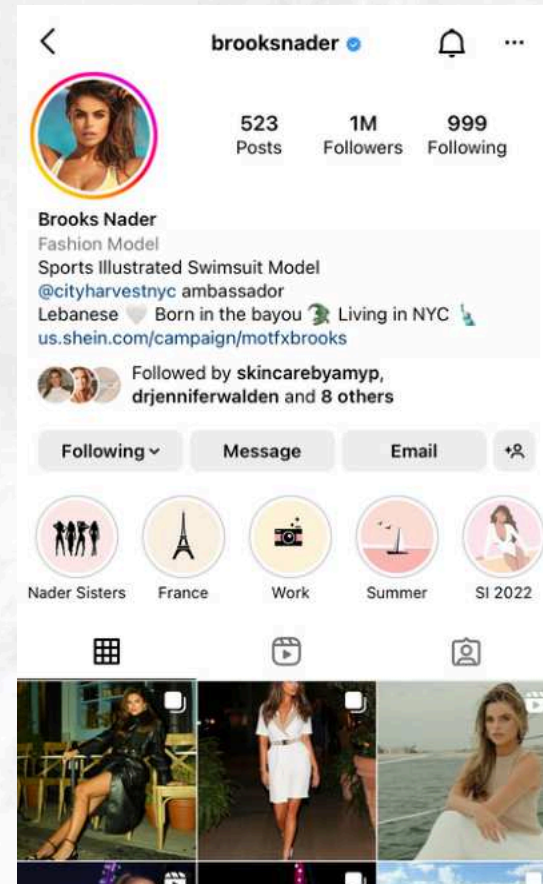 brooksnader
523 1M 999
Posts Followers Following
Brooks Nader
Fashion Model
Sports Illustrated Swimsuit Model
@cityharvestnyc ambassador
Lebanese 🤍 Born in the bayou 🐊 Living in NYC 🗽
us.shein.com/campaign/motfxbrooks
Followed by skincarebyamyp,
drjenniferwalden and 8 others
Following Message Email
Nader Sisters France Work Summer SI 2022